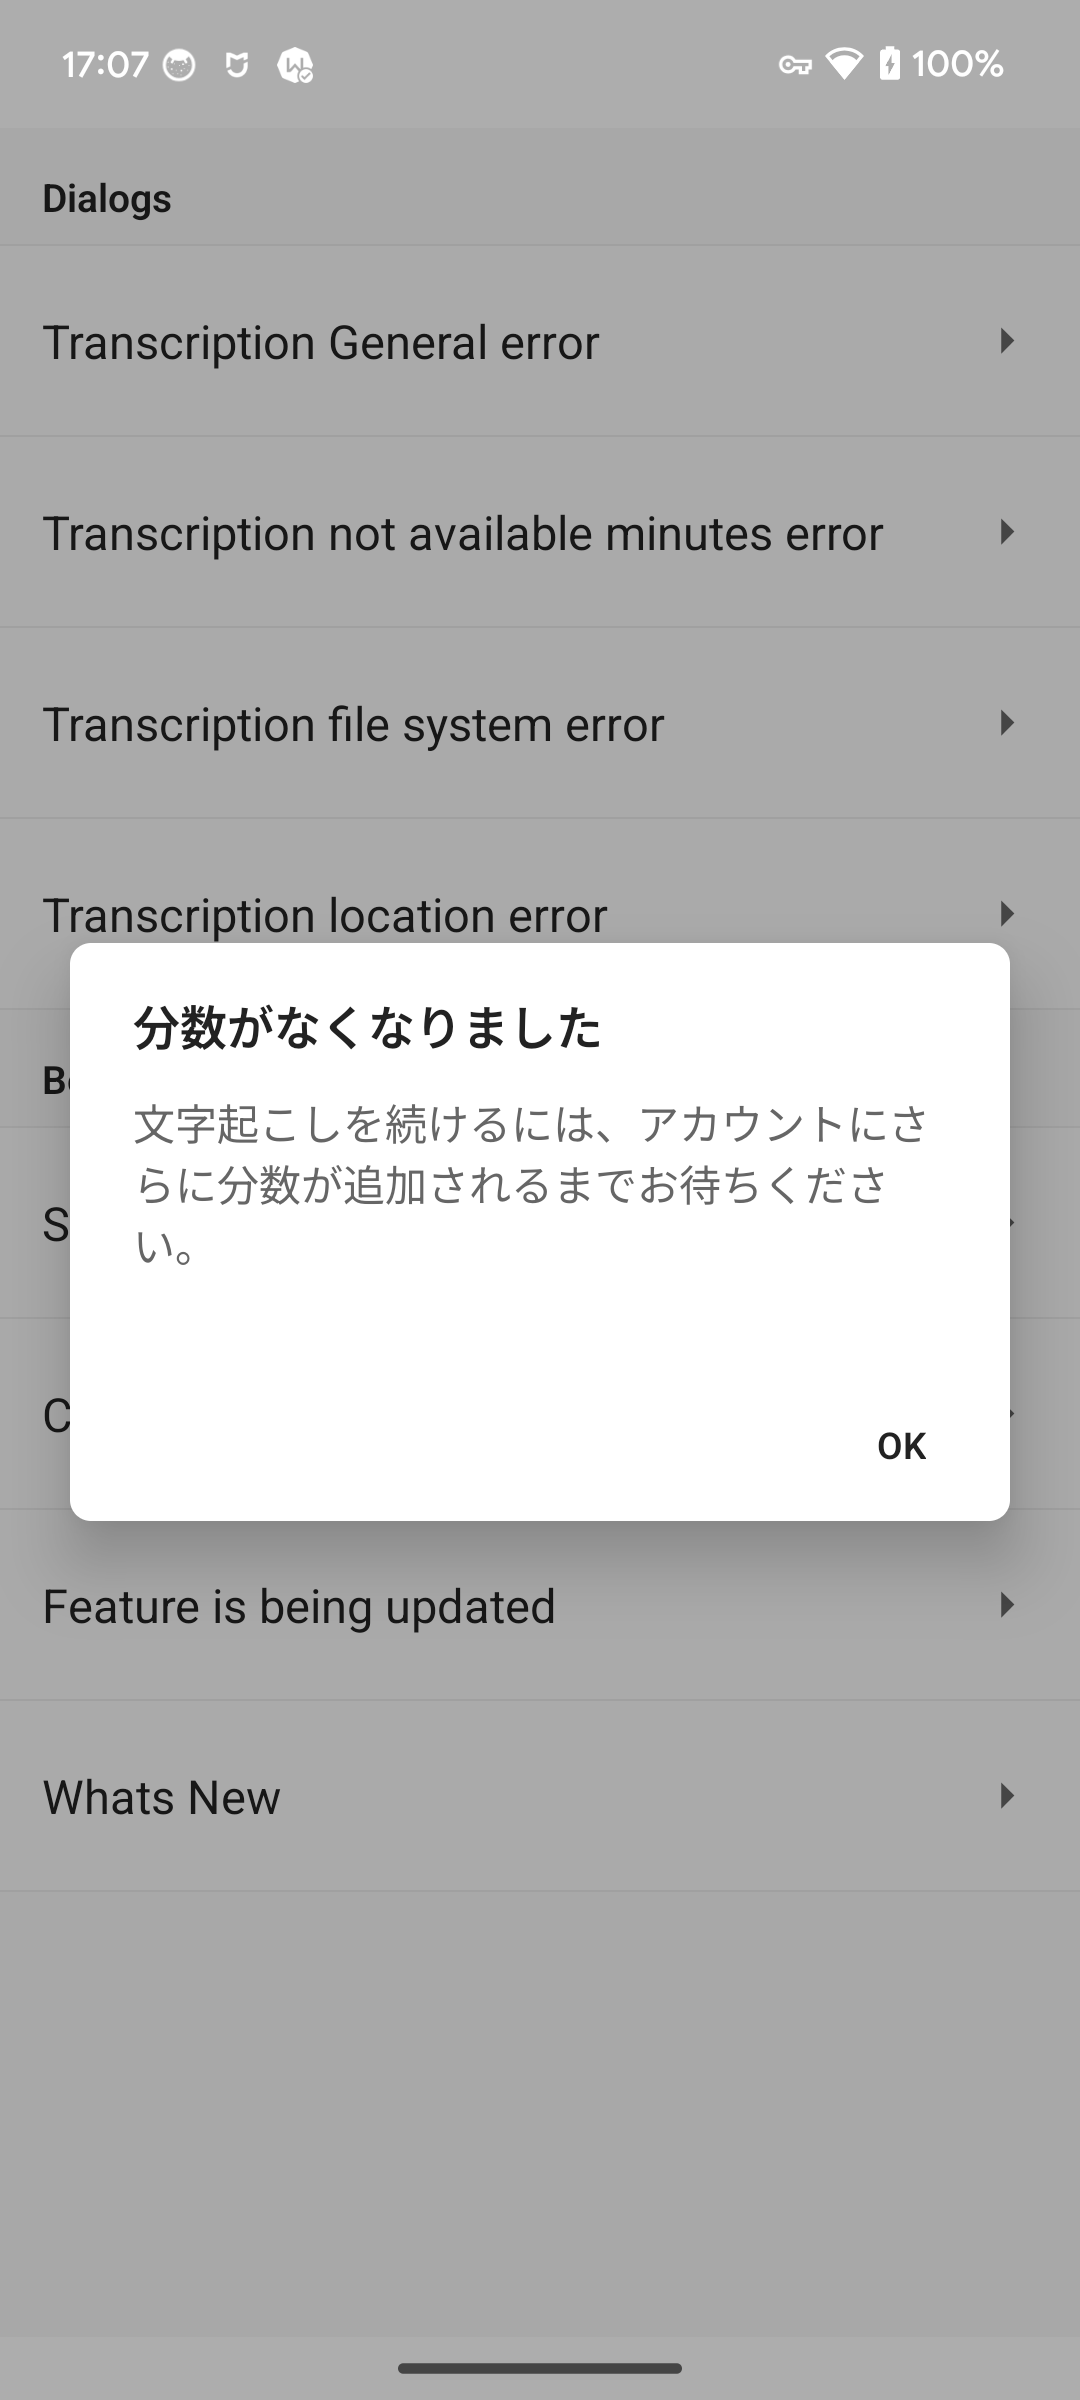 17:07
100%
Dialogs
Transcription General error
Transcription not available minutes error
Transcription file system error
Transcription location error
分数がなくなりました
文字起こしを続けるには、アカウントにさ
らに分数が追加されるまでお待ちくださ
い。
OK
Feature is being updated
Whats New